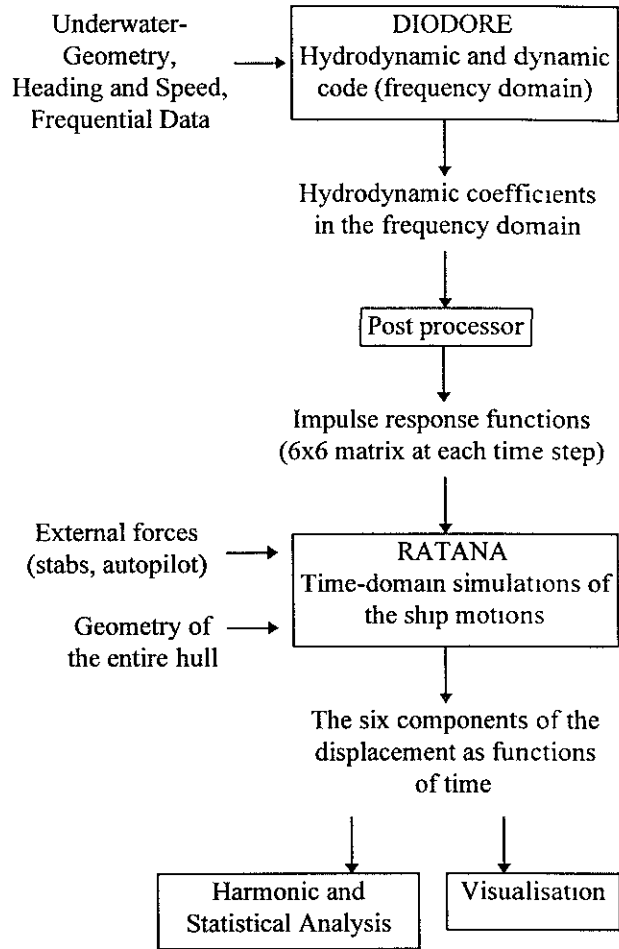 Underwater-
Geometry,
Heading and Speed,
Frequential Data
DIODORE
Hydrodynamic and dynamic
code (frequency domain)
Hydrodynamic coefficients
in the frequency domain
Post processor
Impulse response functions
(6x6 matrix at each time step)
External forces
(stabs, autopilot)
Geometry of
the entire hull
RATANA
Time-domain simulations of
the ship motions
The six components of the
displacement as functions
of time
Harmonic and
Statistical Analysis
Visualisation